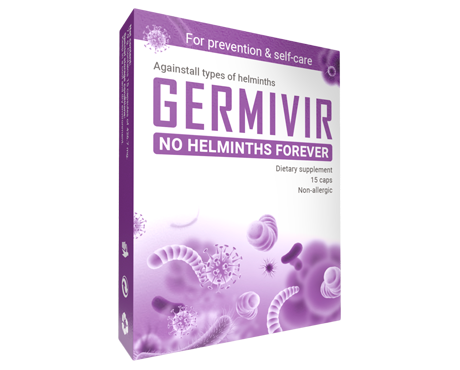 For prevention & self-care
Againstall types of helminths
GERMIVIR
NO HELMINTHS FOREVER
Dietary supplement
15 caps
Non-allergic